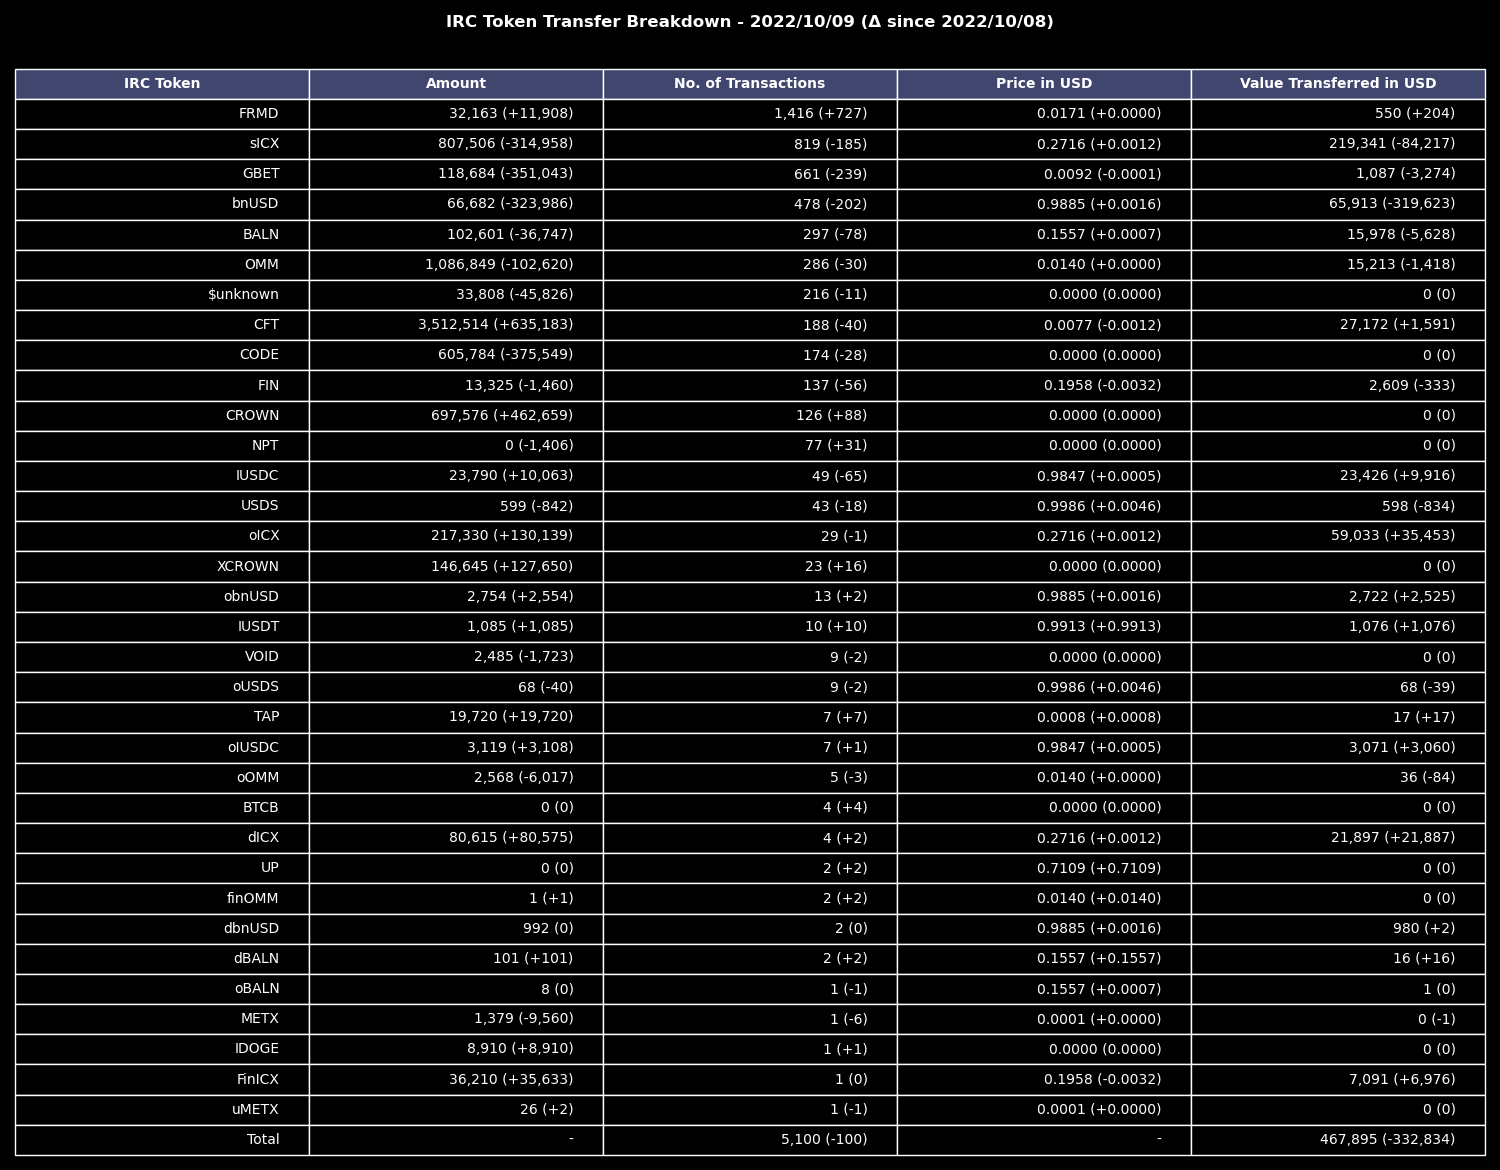 IRC Token Transfer Breakdown - 2022/10/09 (Δ since 2022/10/08)
IRC Token Amount No. of Transactions Price in USD Value Transferred in USD
FRMD 32,163 (+11,908) 1,416 (+727) 0.0171 (+0.0000) 550 (+204)
sICX 807,506 (-314,958) 819 (-185) 0.2716 (+0.0012) 219,341 (-84,217)
GBET 118,684 (-351,043) 661 (-239) 0.0092 (-0.0001) 1,087 (-3,274)
bnUSD 66,682 (-323,986) 478 (-202) 0.9885 (+0.0016) 65,913 (-319,623)
BALN 102,601 (-36,747) 297 (-78) 0.1557 (+0.0007) 15,978 (-5,628)
OMM 1,086,849 (-102,620) 286 (-30) 0.0140 (+0.0000) 15,213 (-1,418)
$unknown 33,808 (-45,826) 216 (-11) 0.0000 (0.0000) 0 (0)
CFT 3,512,514 (+635,183) 188 (-40) 0.0077 (-0.0012) 27,172 (+1,591)
CODE 605,784 (-375,549) 174 (-28) 0.0000 (0.0000) 0 (0)
FIN 13,325 (-1,460) 137 (-56) 0.1958 (-0.0032) 2,609 (-333)
CROWN 697,576 (+462,659) 126 (+88) 0.0000 (0.0000) 0 (0)
NPT 0 (-1,406) 77 (+31) 0.0000 (0.0000) 0 (0)
IUSDC 23,790 (+10,063) 49 (-65) 0.9847 (+0.0005) 23,426 (+9,916)
USDS 599 (-842) 43 (-18) 0.9986 (+0.0046) 598 (-834)
oICX 217,330 (+130,139) 29 (-1) 0.2716 (+0.0012) 59,033 (+35,453)
XCROWN 146,645 (+127,650) 23 (+16) 0.0000 (0.0000) 0 (0)
obnUSD 2,754 (+2,554) 13 (+2) 0.9885 (+0.0016) 2,722 (+2,525)
IUSDT 1,085 (+1,085) 10 (+10) 0.9913 (+0.9913) 1,076 (+1,076)
VOID 2,485 (-1,723) 9 (-2) 0.0000 (0.0000) 0 (0)
oUSDS 68 (-40) 9 (-2) 0.9986 (+0.0046) 68 (-39)
TAP 19,720 (+19,720) 7 (+7) 0.0008 (+0.0008) 17 (+17)
oIUSDC 3,119 (+3,108) 7 (+1) 0.9847 (+0.0005) 3,071 (+3,060)
oOMM 2,568 (-6,017) 5 (-3) 0.0140 (+0.0000) 36 (-84)
BTCB 0 (0) 4 (+4) 0.0000 (0.0000) 0 (0)
dICX 80,615 (+80,575) 4 (+2) 0.2716 (+0.0012) 21,897 (+21,887)
UP 0 (0) 2 (+2) 0.7109 (+0.7109) 0 (0)
finOMM 1 (+1) 2 (+2) 0.0140 (+0.0140) 0 (0)
dbnUSD 992 (0) 2 (0) 0.9885 (+0.0016) 980 (+2)
dBALN 101 (+101) 2 (+2) 0.1557 (+0.1557) 16 (+16)
oBALN 8 (0) 1 (-1) 0.1557 (+0.0007) 1 (0)
METX 1,379 (-9,560) 1 (-6) 0.0001 (+0.0000) 0 (-1)
IDOGE 8,910 (+8,910) 1 (+1) 0.0000 (0.0000) 0 (0)
FinICX 36,210 (+35,633) 1 (0) 0.1958 (-0.0032) 7,091 (+6,976)
uMETX 26 (+2) 1 (-1) 0.0001 (+0.0000) 0 (0)
Total - 5,100 (-100) - 467,895 (-332,834)